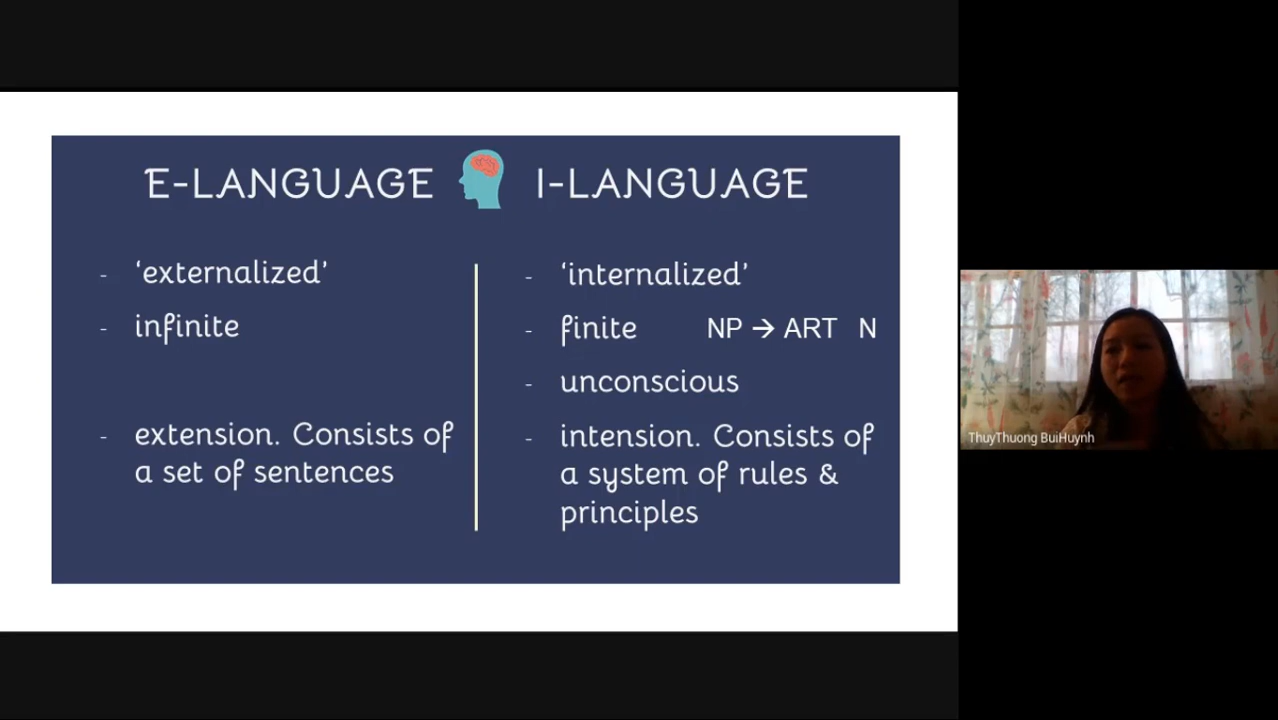 E-LANGUAGE
I-LANGUAGE
- ‘externalized’
- infinite
- extension. Consists of
a set of sentences
- ‘internalized’
- finite NP → ART N
- unconscious
- intension. Consists of
a system of rules &
principles
ThuyThuong BuiHuynh